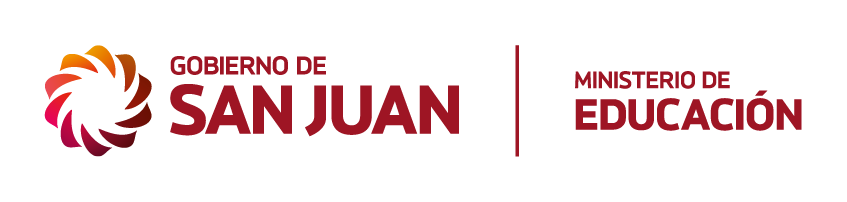 GOBIERNO DE
SAN JUAN
MINISTERIO DE
EDUCACIÓN